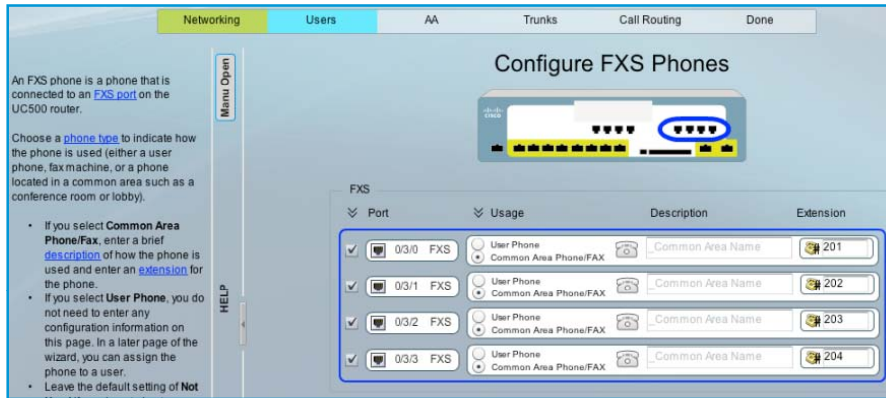 Networking Users AA Trunks Call Routing Done
An FXS phone is a phone that is
connected to an FXS port on the
UC500 router.
Choose a phone type to indicate how
the phone is used (either a user
phone, fax machine, or a phone
located in a common area such as a
conference room or lobby).
• If you select Common Area
Phone/Fax, enter a brief
description of how the phone is
used and enter an extension for
the phone.
• If you select User Phone, you do
not need to enter any
configuration information on
this page. In a later page of the
wizard, you can assign the
phone to a user.
• Leave the default setting of Not
Manu Open
HELP
Configure FXS Phones
CISCO
FXS
Port Usage Description Extension
0/3/0 FXS User Phone Common Area Phone/FAX _Common Area Name # 201
0/3/1 FXS User Phone Common Area Phone/FAX _Common Area Name # 202
0/3/2 FXS User Phone Common Area Phone/FAX _Common Area Name # 203
0/3/3 FXS User Phone Common Area Phone/FAX _Common Area Name # 204